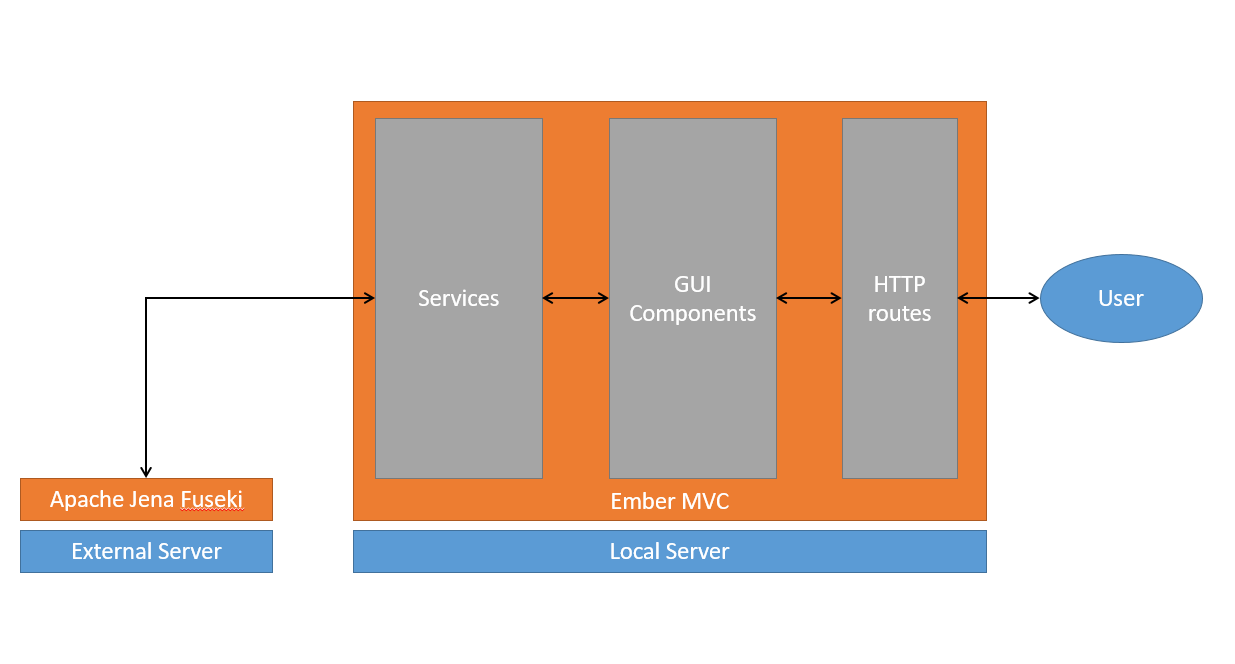 Services
GUI
Components
HTTP
routes
User
Apache Jena Fuseki
Ember MVC
External Server
Local Server